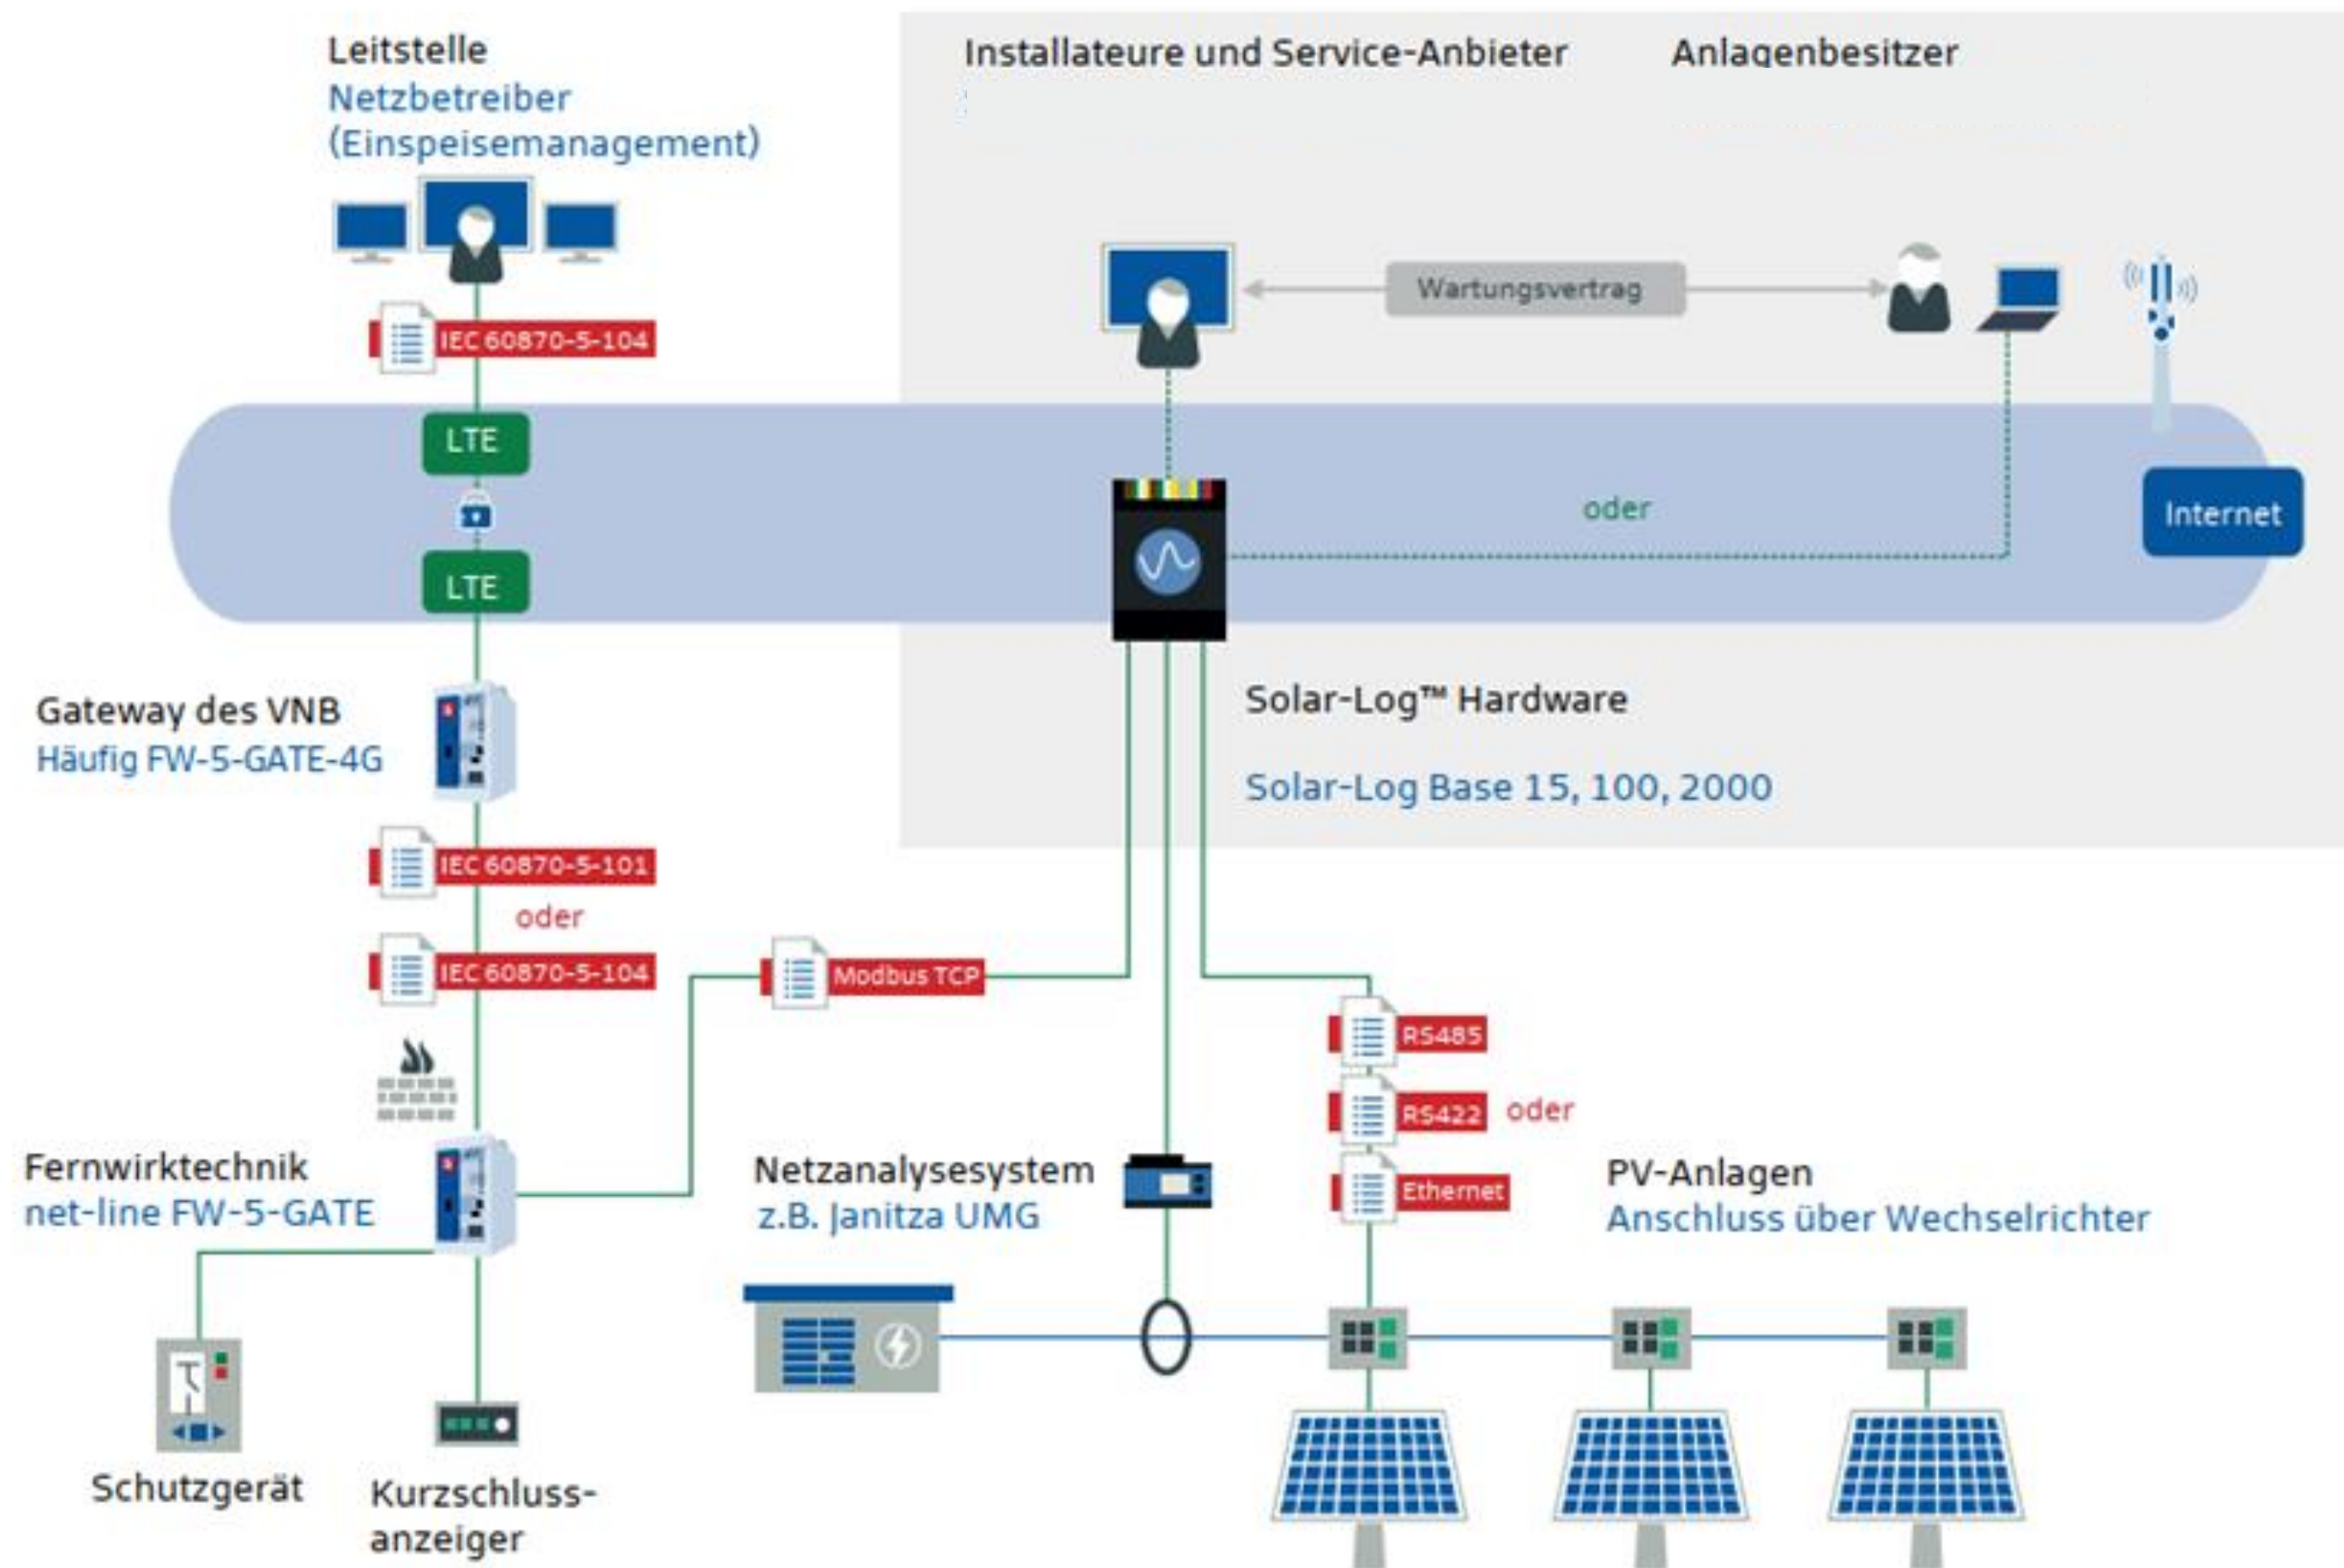 Leitstelle
Netzbetreiber
(Einspeisemanagement)
Installateure und Service-Anbieter
Anlagenbesitzer
Wartungsvertrag
IEC 60870-5-104
LTE
LTE
oder
Internet
Gateway des VNB
Häufig FW-5-GATE-4G
Solar-Log™ Hardware
Solar-Log Base 15, 100, 2000
IEC 60870-5-101
oder
IEC 60870-5-104
Modbus TCP
RS485
RS422 oder
Ethernet
Fernwirktechnik
net-line FW-5-GATE
Netzanalysesystem
z.B. Janitza UMG
PV-Anlagen
Anschluss über Wechselrichter
Schutzgerät
Kurzschluss-
anzeiger